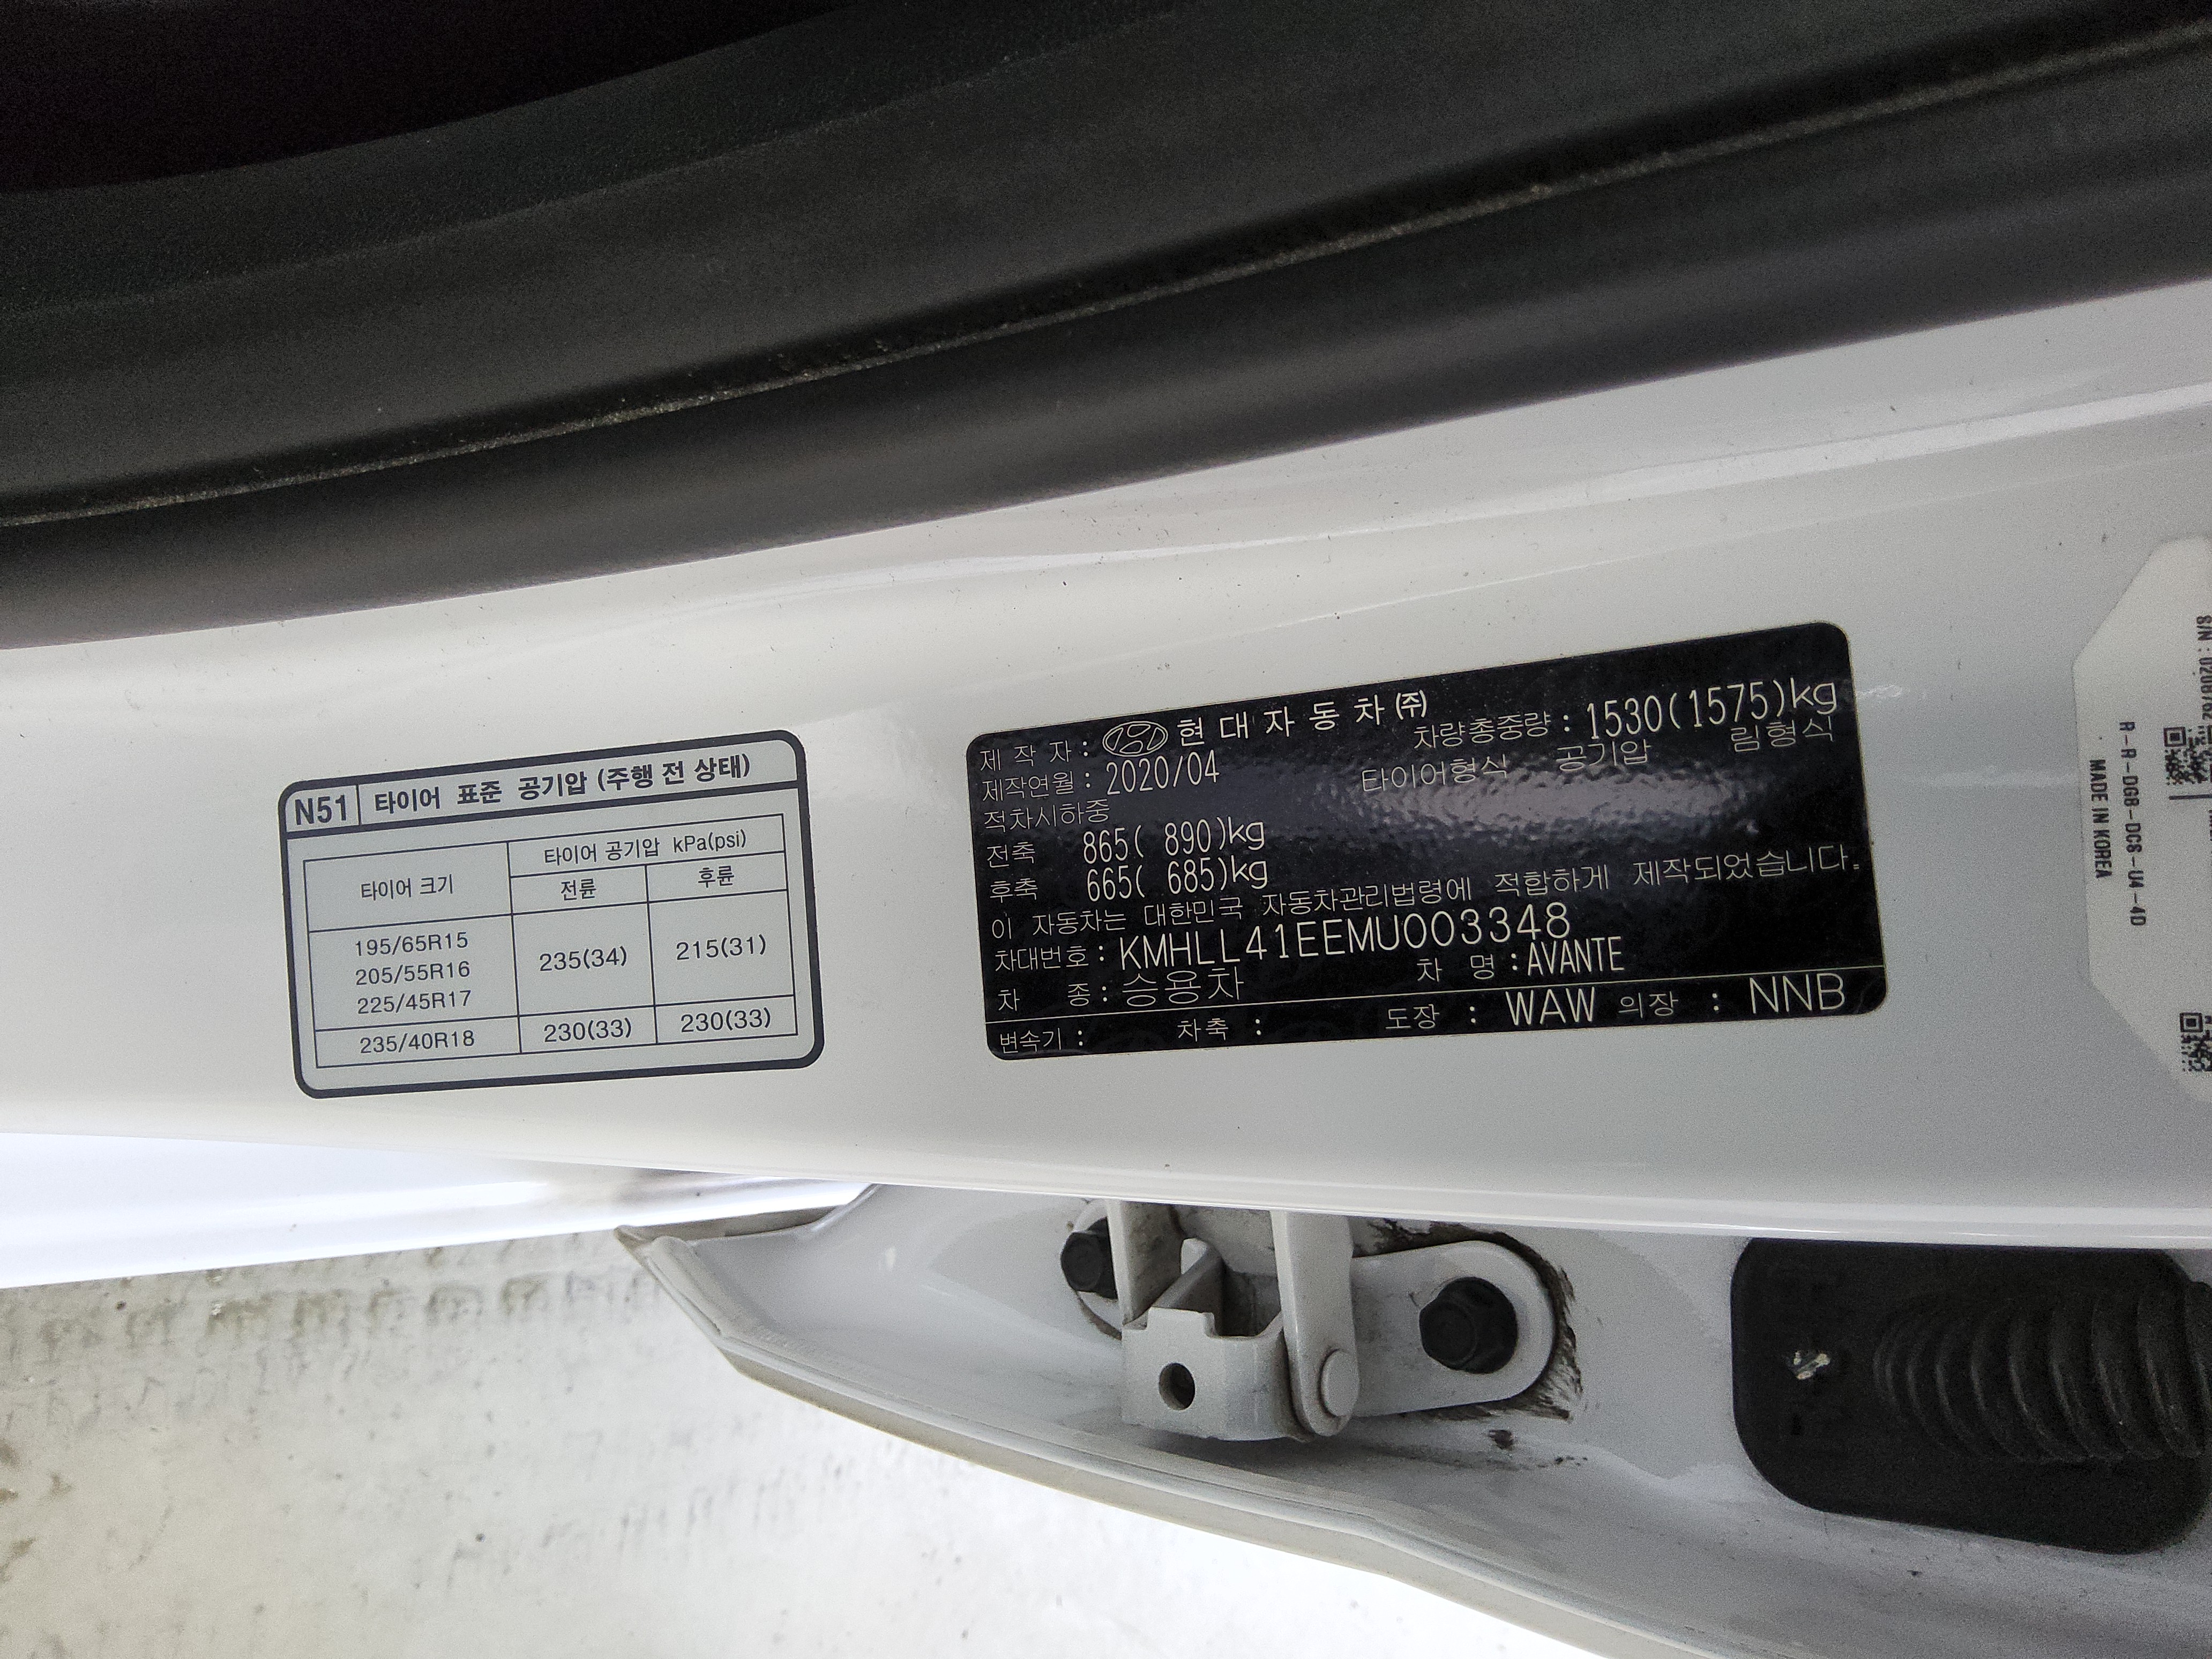 N51 타이어 표준 공기압 (주행 전 상태)
타이어 크기 타이어 공기압 kPa(psi)
전륜 후륜
195/65R15
205/55R16
225/45R17
235(34) 215(31)
235/40R18 230(33) 230(33)
제 작 자 : 현대자동차㈜
차량총중량 : 1530(1575)kg
제작연월 : 2020/04
타이어형식 공기압 림형식
적차시하중
전축 865( 890)kg
후축 665( 685)kg
이 자동차는 대한민국 자동차관리법령에 적합하게 제작되었습니다.
차대번호 : KMHLL41EEMU003348
차 종 : 승용차 차 명 : AVANTE
변속기 : 차축 : 도장 : WAW 의장 : NNB
R-R-DGB-DCS-U4-4D
MADE IN KOREA